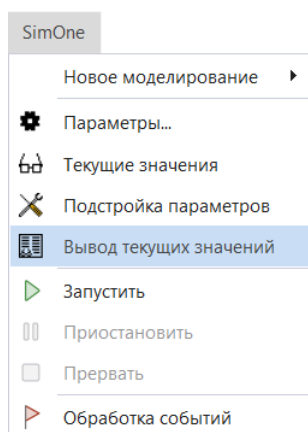 SimOne
Новое моделирование
Параметры...
Текущие значения
Подстройка параметров
Вывод текущих значений
Запустить
Приостановить
Прервать
Обработка событий